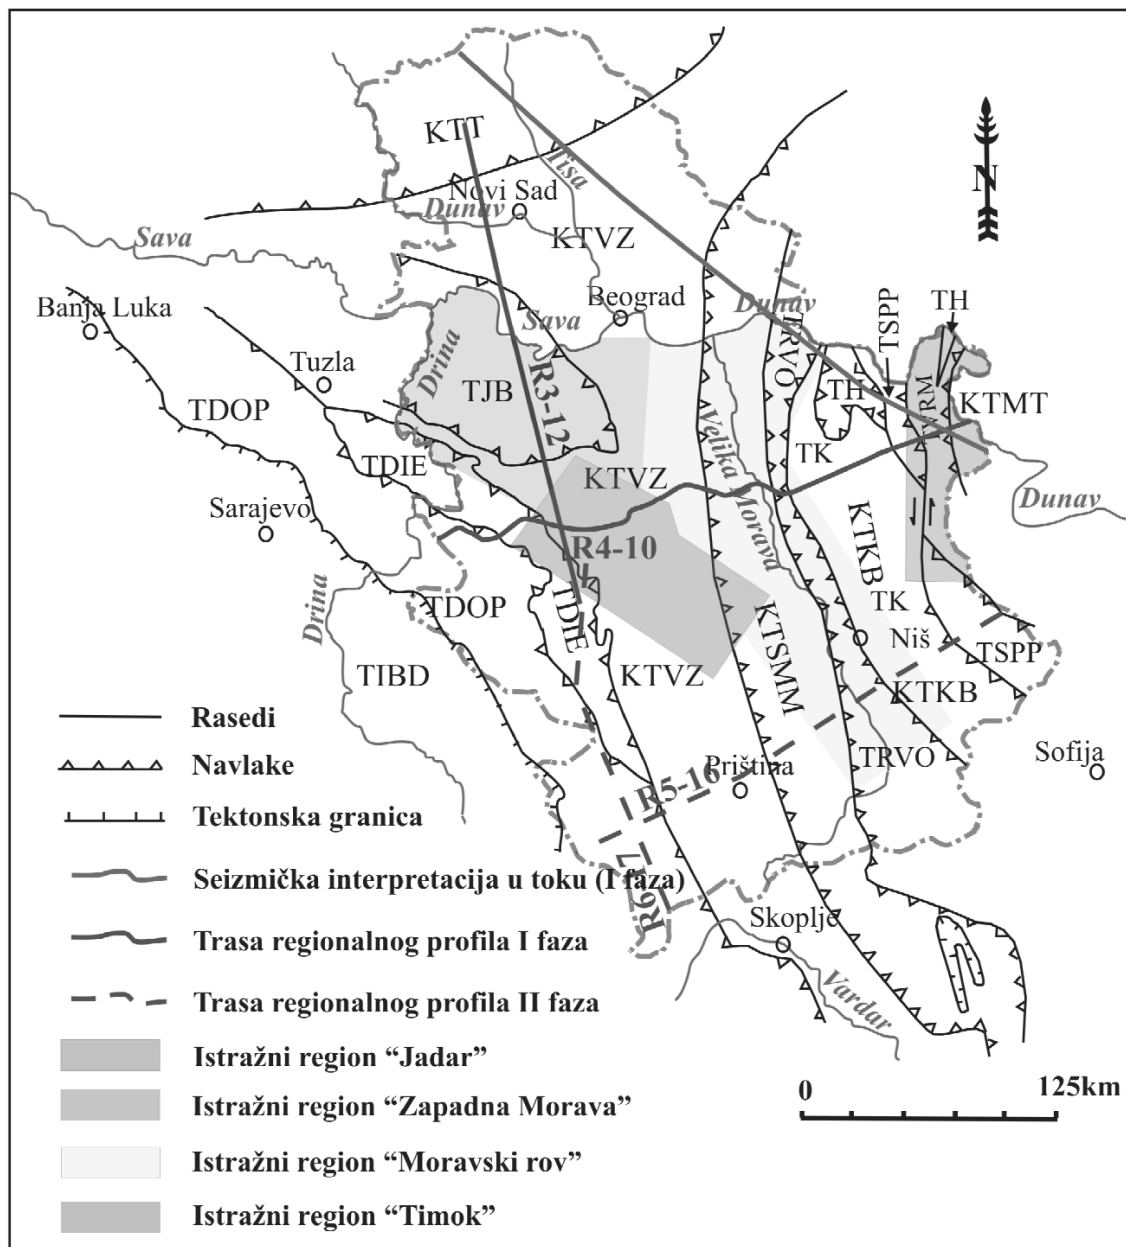 KTT
Tisa
Novi Sad
Dunav
KTVZ
N
Sava
Banja Luka
Beograd
Dunav
TSPP
TH
Sava
Drina
TRVO
Tuzla
R3-12
TJB
TH
VRM
KTMT
TDOP
Velika Morava
TK
TDIE
KTVZ
Dunav
Sarajevo
KTKB
R4-10
Drina
TDOP
TDIE
TK
Niš
TSPP
TIBD
KTVZ
KTSMM
KTKB
Rasedi
TRVO
Sofija
Navlake
Priština
R5-16
Tektonska granica
Seizmička interpretacija u toku (I faza)
R6-17
Skoplje
Trasa regionalnog profila I faza
Vardar
Trasa regionalnog profila II faza
Istražni region “Jadar”
0 125km
Istražni region “Zapadna Morava”
Istražni region “Moravski rov”
Istražni region “Timok”